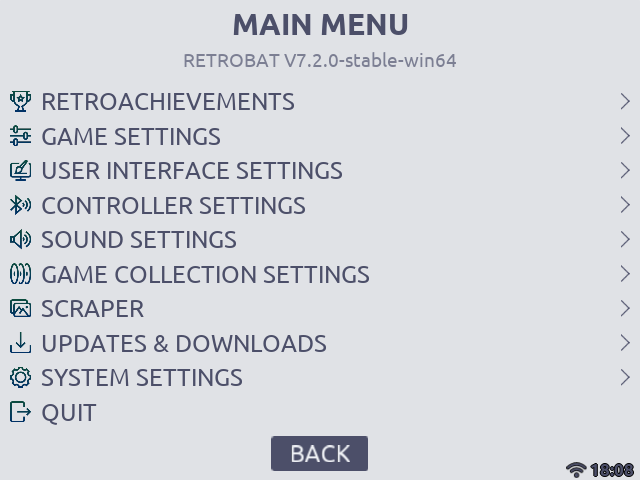 MAIN MENU
RETROBAT V7.2.0-stable-win64
RETROACHIEVEMENTS
GAME SETTINGS
USER INTERFACE SETTINGS
CONTROLLER SETTINGS
SOUND SETTINGS
GAME COLLECTION SETTINGS
SCRAPER
UPDATES & DOWNLOADS
SYSTEM SETTINGS
QUIT
BACK
18:08